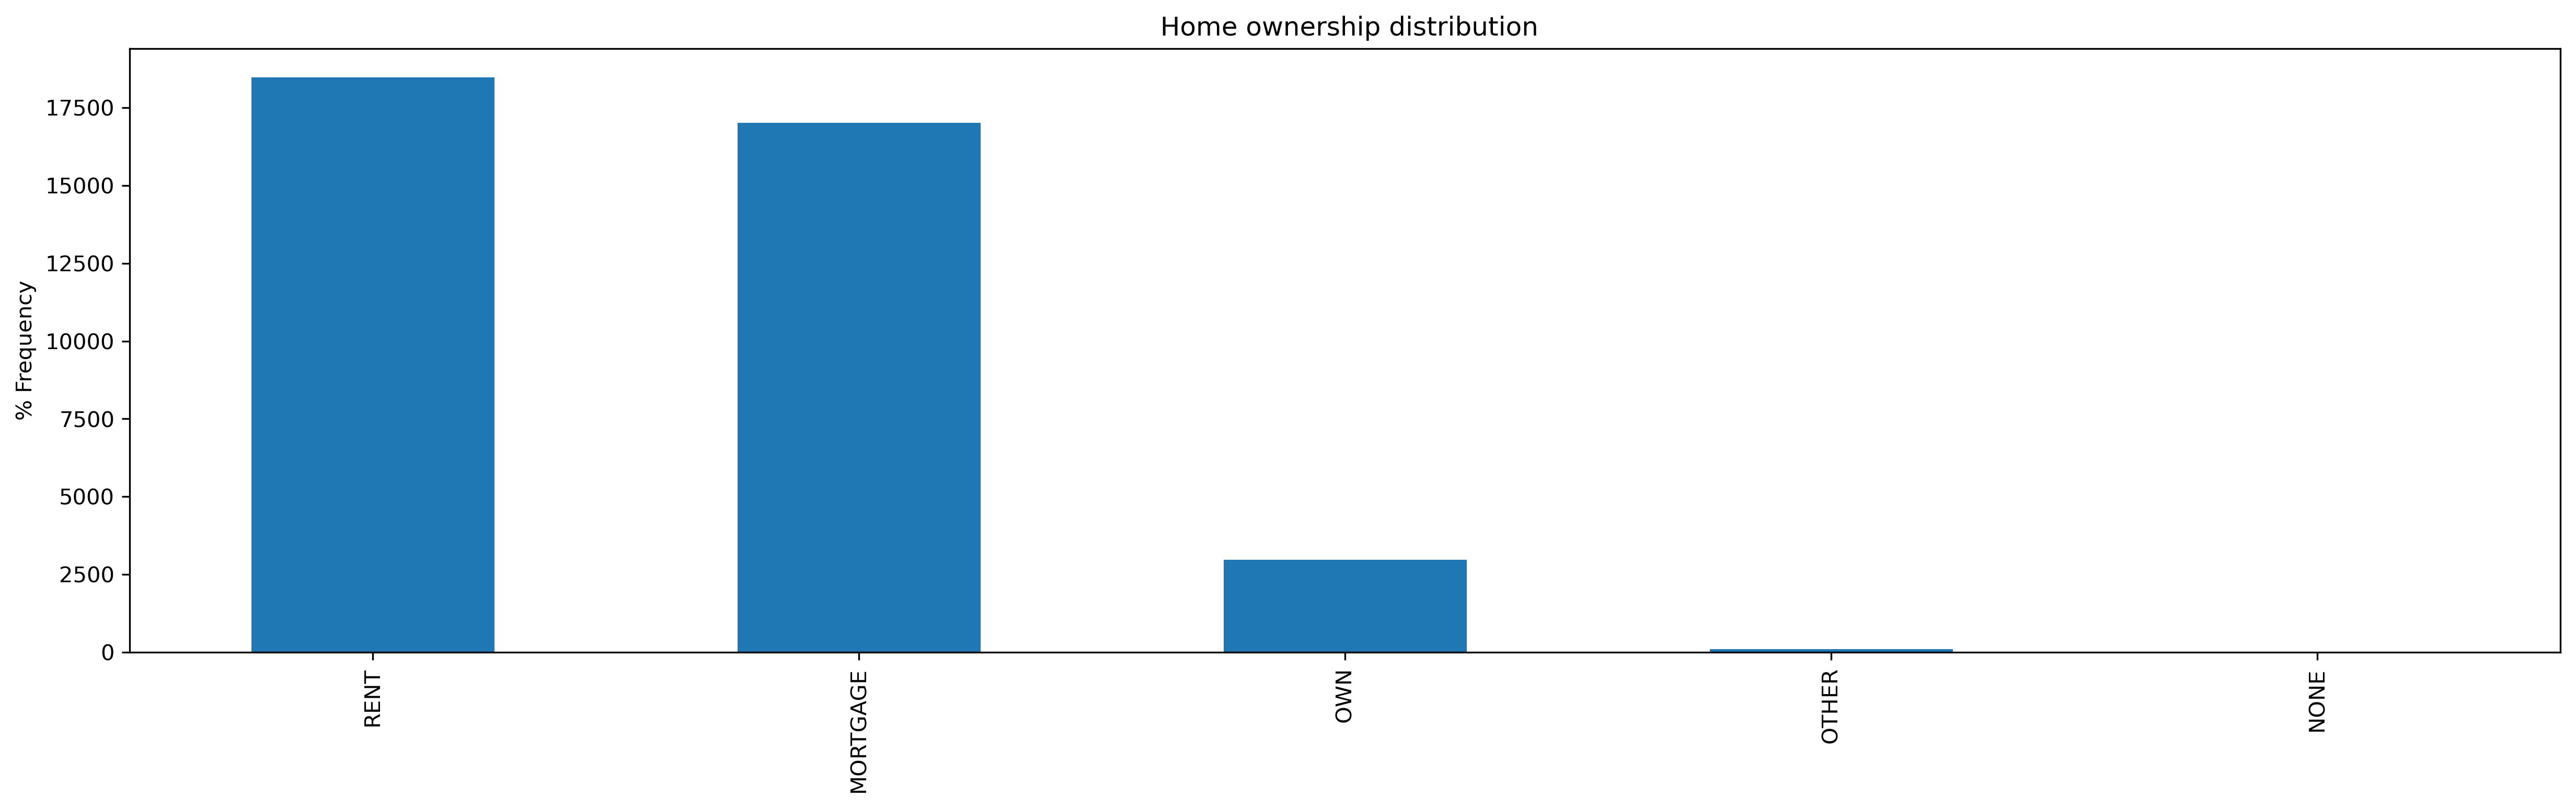 Home ownership distribution
% Frequency
17500
15000
12500
10000
7500
5000
2500
0
RENT
MORTGAGE
OWN
OTHER
NONE